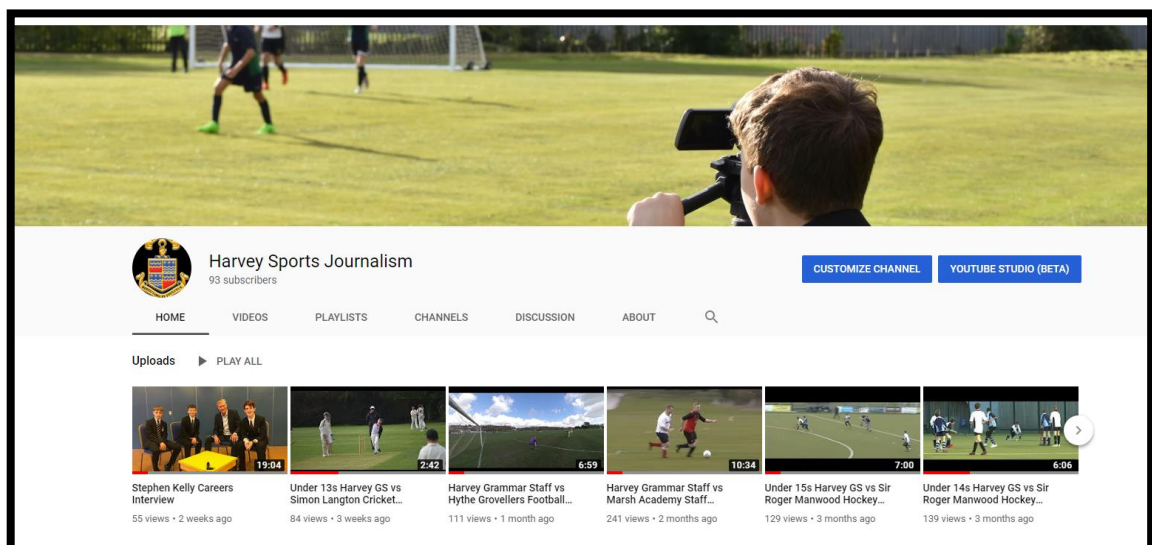 Harvey Sports Journalism
93 subscribers
CUSTOMIZE CHANNEL
YOUTUBE STUDIO (BETA)
HOME VIDEOS PLAYLISTS CHANNELS DISCUSSION ABOUT
Uploads PLAY ALL
19:04
2:42
6:59
10:34
7:00
6:06
Stephen Kelly Careers
Interview
55 views • 2 weeks ago
Under 13s Harvey GS vs
Simon Langton Cricket...
84 views • 3 weeks ago
Harvey Grammar Staff vs
Hythe Grovellers Football...
111 views • 1 month ago
Harvey Grammar Staff vs
Marsh Academy Staff...
241 views • 2 months ago
Under 15s Harvey GS vs Sir
Roger Manwood Hockey...
129 views • 3 months ago
Under 14s Harvey GS vs Sir
Roger Manwood Hockey...
139 views • 3 months ago